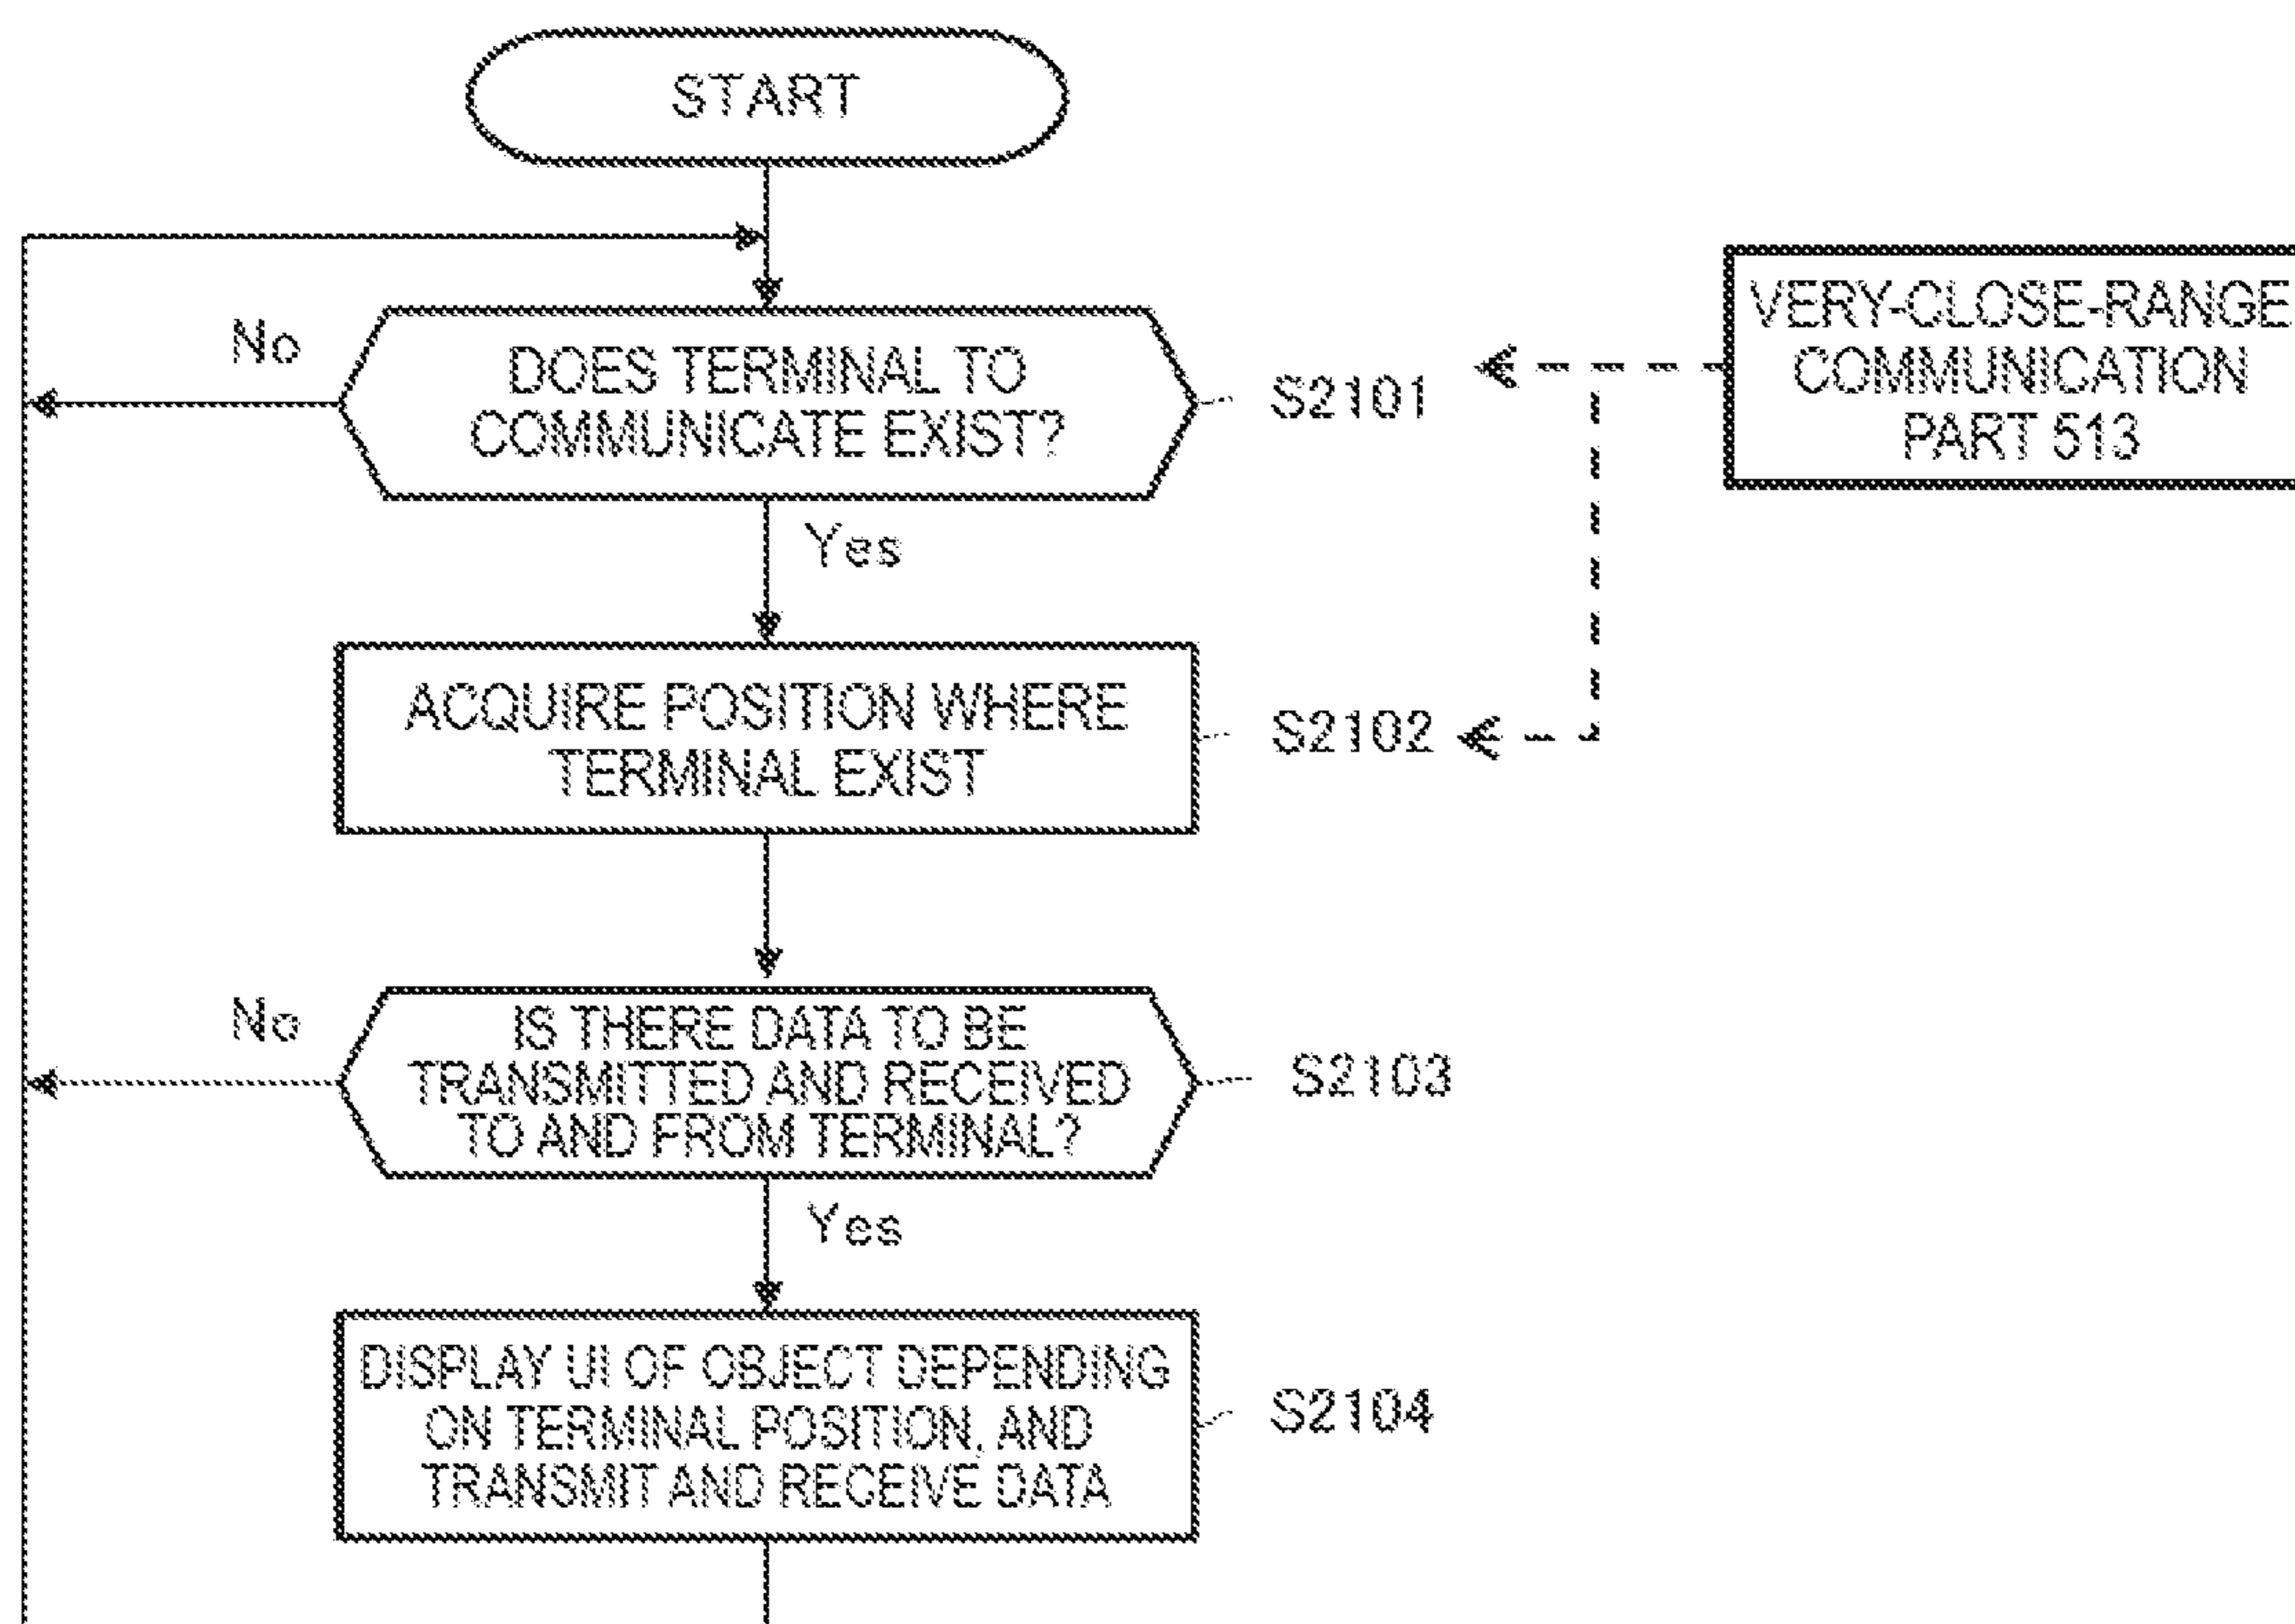 START
No
DOES TERMINAL TO
COMMUNICATE EXIST?
S2101
VERY-CLOSE-RANGE
COMMUNICATION
PART 513
Yes
ACQUIRE POSITION WHERE
TERMINAL EXIST
S2102
No
IS THERE DATA TO BE
TRANSMITTED AND RECEIVED
TO AND FROM TERMINAL?
S2103
Yes
DISPLAY UI OF OBJECT DEPENDING
ON TERMINAL POSITION, AND
TRANSMIT AND RECEIVE DATA
S2104